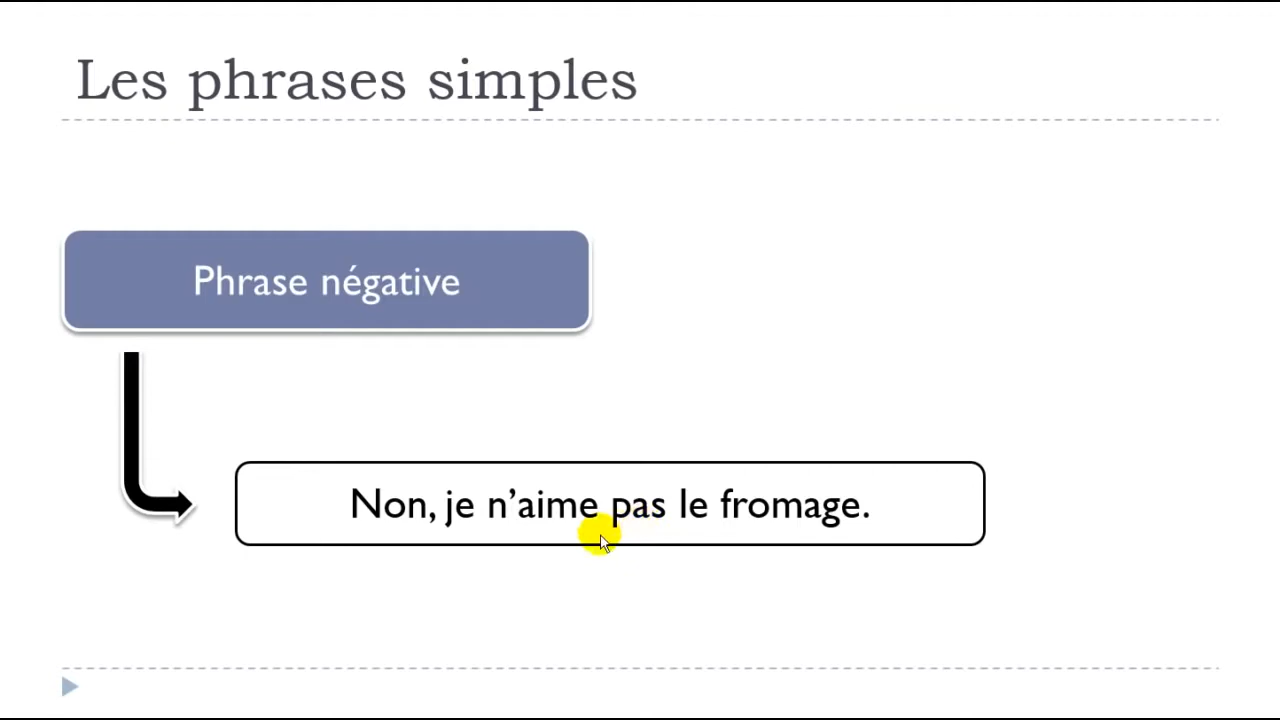 Les phrases simples
Phrase négative
Non, je n’aime pas le fromage.